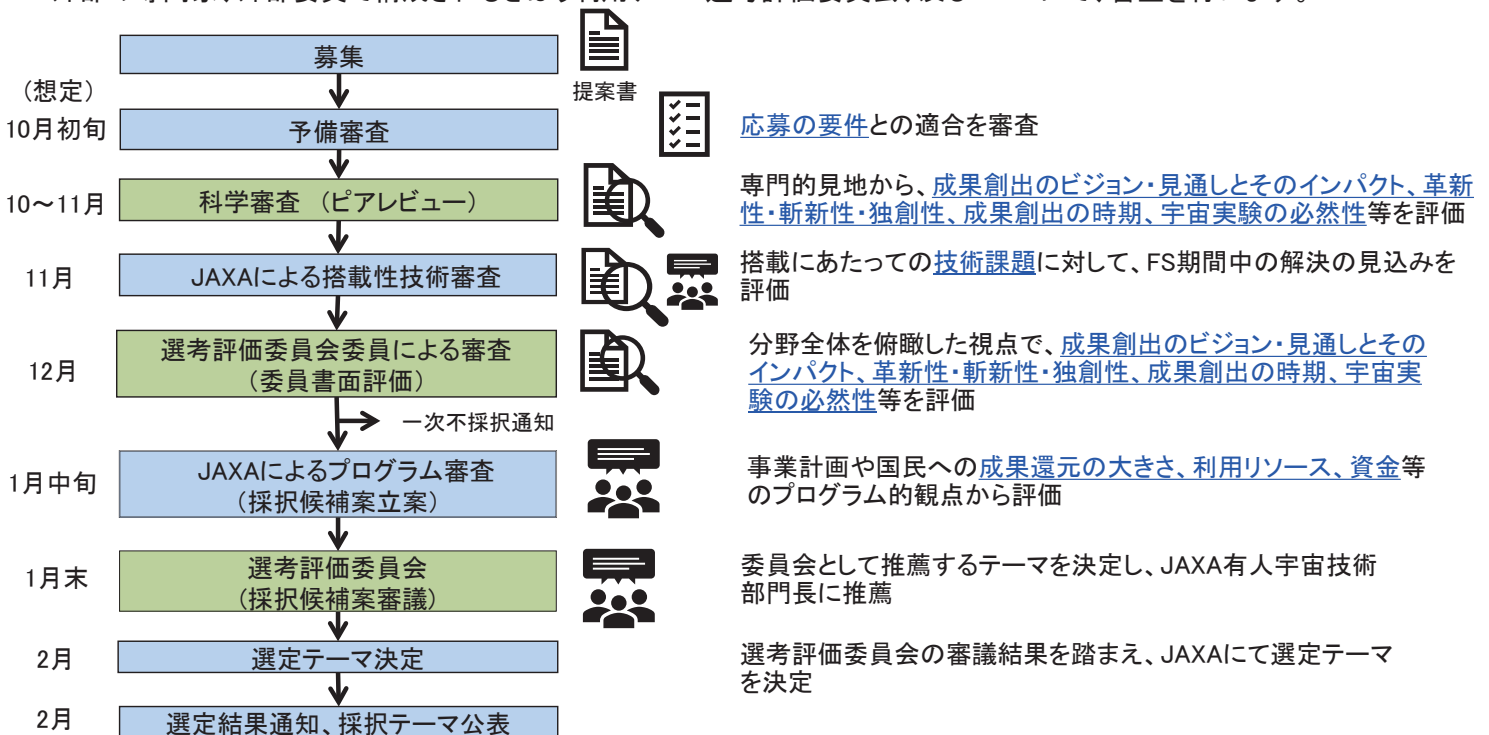 募集
提案書
(想定)
10月初旬
予備審査
応募の要件との適合を審査
10～11月
科学審査 (ピアレビュー)
専門的見地から、成果創出のビジョン・見通しとそのインパクト、革新
性・斬新性・独創性、成果創出の時期、宇宙実験の必然性等を評価
11月
JAXAによる搭載性技術審査
搭載にあたっての技術課題に対して、FS期間中の解決の見込みを
評価
12月
選考評価委員会委員による審査
(委員書面評価)
分野全体を俯瞰した視点で、成果創出のビジョン・見通しとその
インパクト、革新性・斬新性・独創性、成果創出の時期、宇宙実
験の必然性等を評価
一次不採択通知
1月中旬
JAXAによるプログラム審査
(採択候補案立案)
事業計画や国民への成果還元の大きさ、利用リソース、資金等
のプログラム的観点から評価
1月末
選考評価委員会
(採択候補案審議)
委員会として推薦するテーマを決定し、JAXA有人宇宙技術
部門長に推薦
2月
選定テーマ決定
選考評価委員会の審議結果を踏まえ、JAXAにて選定テーマ
を決定
2月
選定結果通知、採択テーマ公表